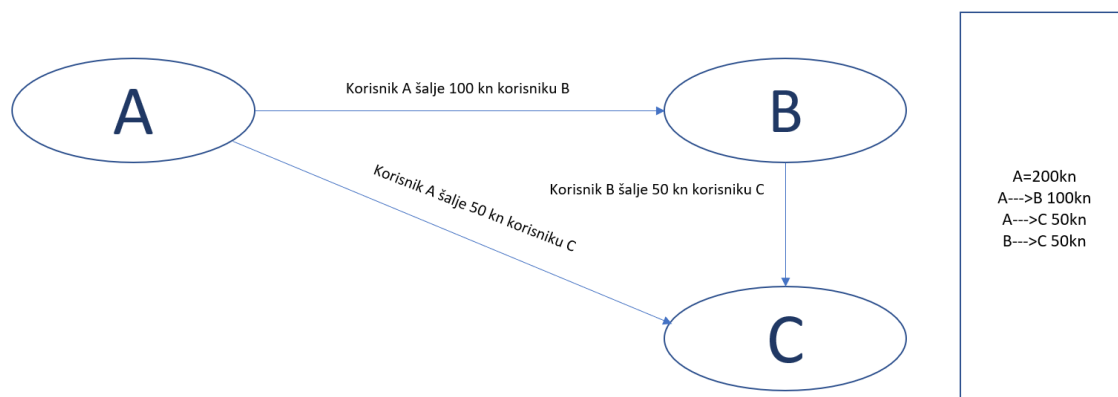 A
Korisnik A šalje 100 kn korisniku B
B
Korisnik A šalje 50 kn korisniku C
Korisnik B šalje 50 kn korisniku C
C
A=200kn
A--->B 100kn
A--->C 50kn
B--->C 50kn